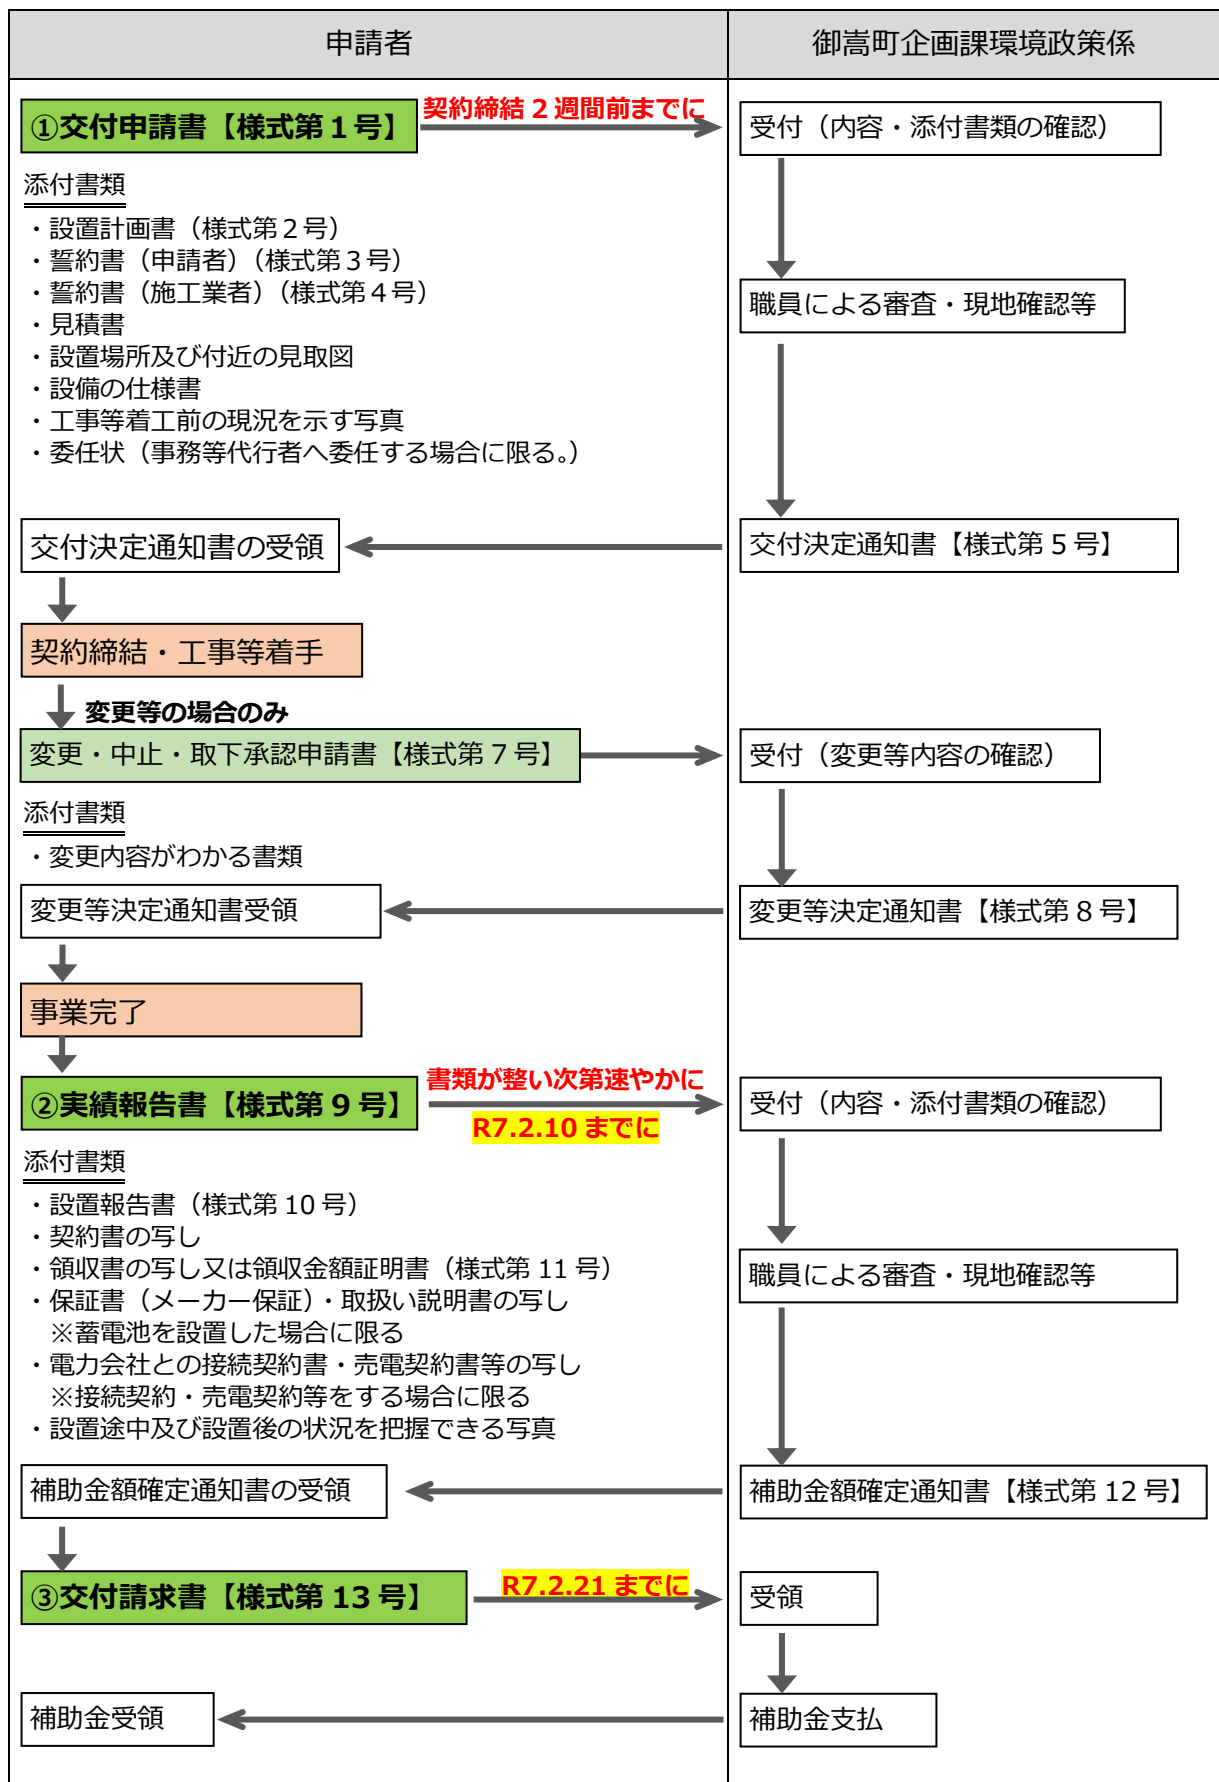 申請者
御嵩町企画課環境政策係
①交付申請書【様式第１号】
契約締結 2 週間前までに
受付（内容・添付書類の確認）
添付書類
・設置計画書（様式第２号）
・誓約書（申請者）（様式第３号）
・誓約書（施工業者）（様式第４号）
・見積書
・設置場所及び付近の見取図
・設備の仕様書
・工事等着工前の現況を示す写真
・委任状（事務等代行者へ委任する場合に限る。）
職員による審査・現地確認等
交付決定通知書の受領
交付決定通知書【様式第 5 号】
契約締結・工事等着手
変更等の場合のみ
変更・中止・取下承認申請書【様式第７号】
受付（変更等内容の確認）
添付書類
・変更内容がわかる書類
変更等決定通知書受領
変更等決定通知書【様式第 8 号】
事業完了
②実績報告書【様式第 9 号】
書類が整い次第速やかに
R7.2.10 までに
受付（内容・添付書類の確認）
添付書類
・設置報告書（様式第 10 号）
・契約書の写し
・領収書の写し又は領収金額証明書（様式第 11 号）
・保証書（メーカー保証）・取扱い説明書の写し
※蓄電池を設置した場合に限る
・電力会社との接続契約書・売電契約書等の写し
※接続契約・売電契約等をする場合に限る
・設置途中及び設置後の状況を把握できる写真
職員による審査・現地確認等
補助金額確定通知書の受領
補助金額確定通知書【様式第 12 号】
③交付請求書【様式第 13 号】
R7.2.21 までに
受領
補助金受領
補助金支払